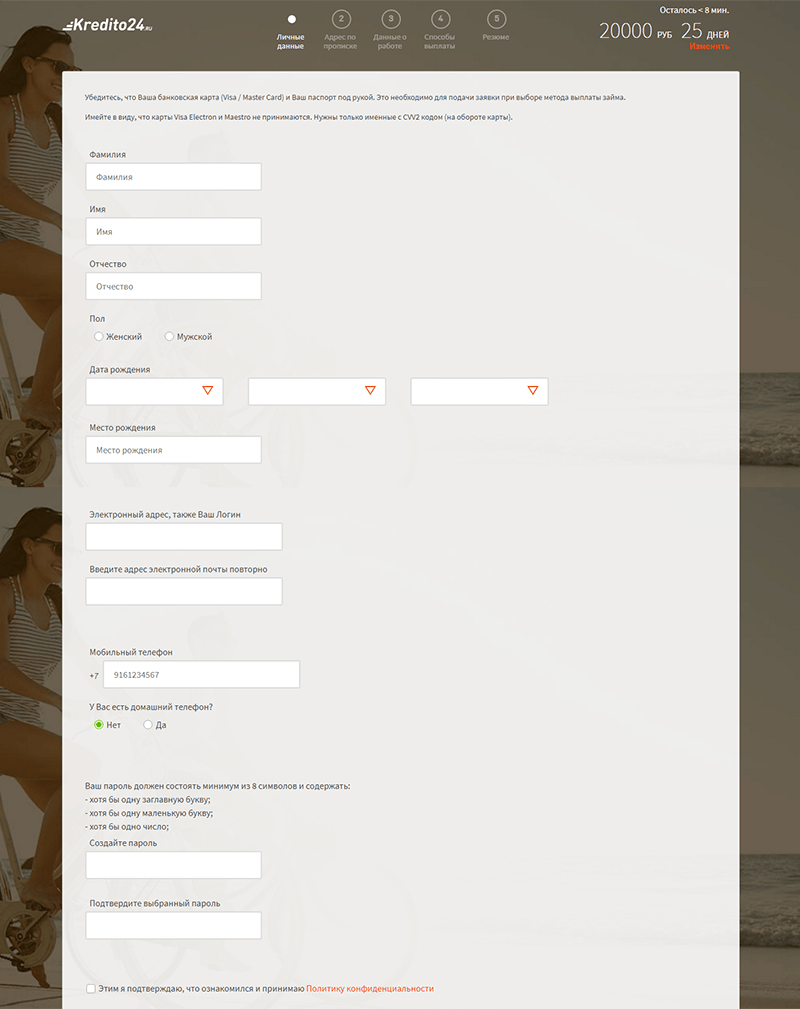 Kredito24.RU
2
3
4
5
Личные
данные
Адрес по
прописке
Данные о
работе
Способы
выплаты
Резюме
Осталось < 8 мин.
20000 РУБ 25 ДНЕЙ
Изменить
Убедитесь, что Ваша банковская карта (Visa / Master Card) и Ваш паспорт под рукой. Это необходимо для подачи заявки при выборе метода выплаты займа.
Имейте в виду, что карты Visa Electron и Maestro не принимаются. Нужны только именные с CVV2 кодом (на обороте карты).
Фамилия
Фамилия
Имя
Имя
Отчество
Отчество
Пол
Женский Мужской
Дата рождения
Место рождения
Место рождения
Электронный адрес, также Ваш Логин
Введите адрес электронной почты повторно
Мобильный телефон
+7 9161234567
У Вас есть домашний телефон?
Нет Да
Ваш пароль должен состоять минимум из 8 символов и содержать:
- хотя бы одну заглавную букву;
- хотя бы одну маленькую букву;
- хотя бы одно число;
Создайте пароль
Подтвердите выбранный пароль
Этим я подтверждаю, что ознакомился и принимаю Политику конфиденциальности